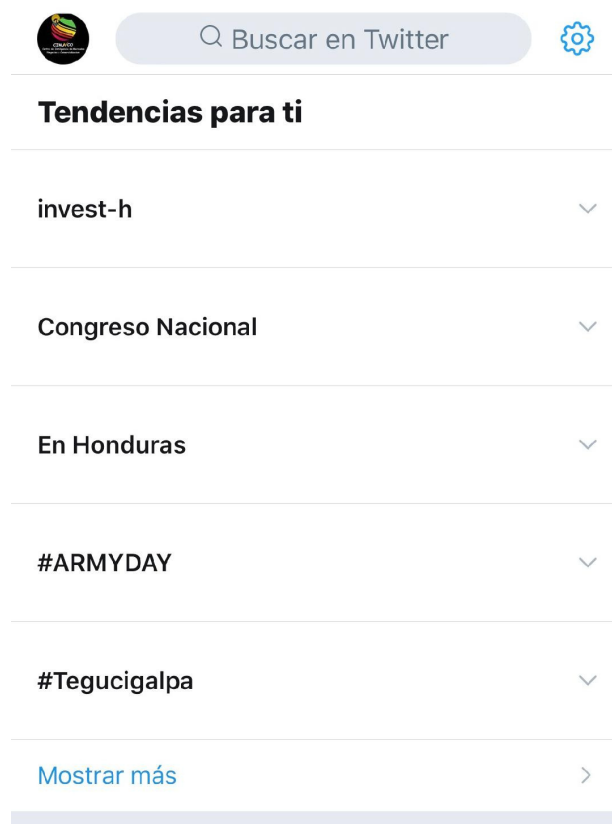 Buscar en Twitter
Tendencias para ti
invest-h
Congreso Nacional
En Honduras
#ARMYDAY
#Tegucigalpa
Mostrar más